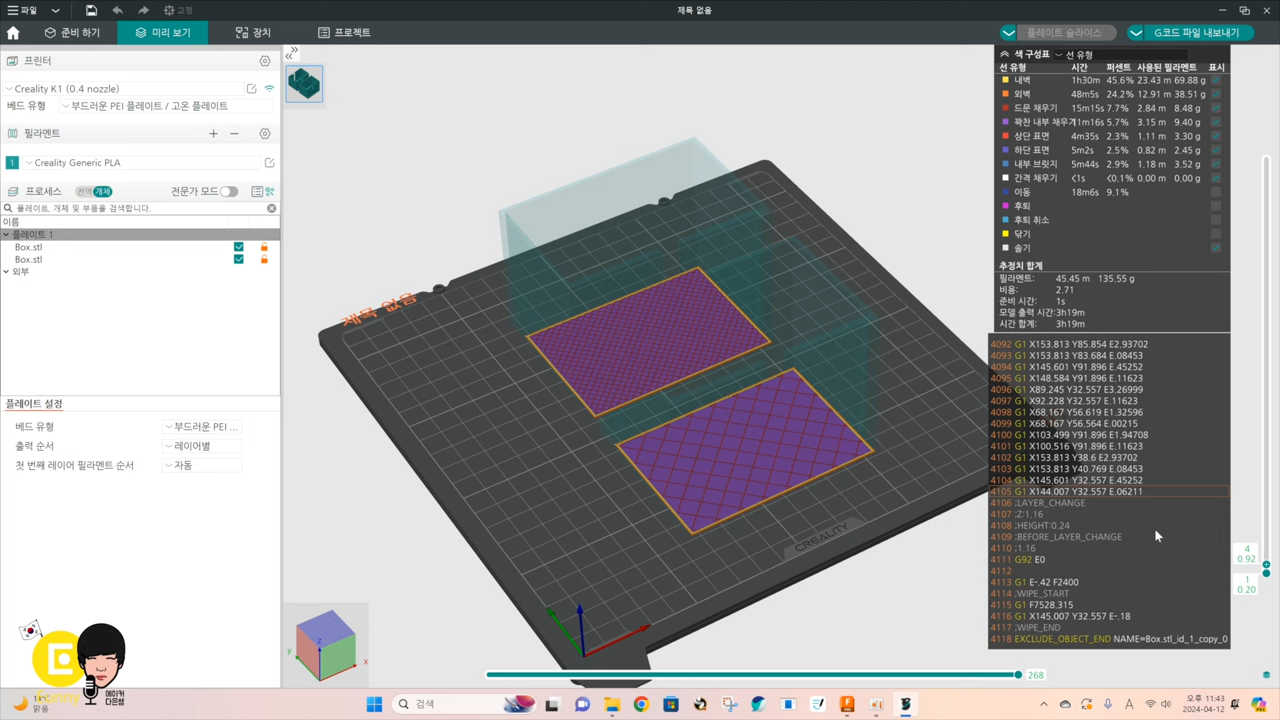 파일
교정
제목 없음
준비 하기
미리 보기
장치
프로젝트
플레이트 슬라이스
G코드 파일 내보내기
프린터
Creality K1 (0.4 nozzle)
베드 유형
부드러운 PEI 플레이트 / 고온 플레이트
필라멘트
1
Creality Generic PLA
프로세스
전역
개체
전문가 모드
플레이트, 개체 및 부품을 검색합니다.
이름
플레이트 1
Box.stl
Box.stl
외부
플레이트 설정
베드 유형
부드러운 PEI ...
출력 순서
레이어별
첫 번째 레이어 필라멘트 순서
자동
제목 없음
CREALITY
색 구성표
선 유형
선 유형 시간 퍼센트 사용된 필라멘트 표시
내벽 1h30m 45.6% 23.43 m 69.88 g
외벽 48m5s 24.2% 12.91 m 38.51 g
드문 채우기 15m15s 7.7% 2.84 m 8.48 g
꽉찬 내부 채우기 11m16s 5.7% 3.15 m 9.40 g
상단 표면 4m35s 2.3% 1.11 m 3.30 g
하단 표면 5m2s 2.5% 0.82 m 2.45 g
내부 브릿지 5m44s 2.9% 1.18 m 3.52 g
간격 채우기 <1s <0.1% 0.00 m 0.00 g
이동 18m6s 9.1%
후퇴
후퇴 취소
닦기
솔기
추정치 합계
필라멘트: 45.45 m 135.55 g
비용: 2.71
준비 시간: 1s
모델 출력 시간: 3h19m
시간 합계: 3h19m
4092 G1 X153.813 Y85.854 E2.93702
4093 G1 X153.813 Y83.684 E.08453
4094 G1 X145.601 Y91.896 E.45252
4095 G1 X148.584 Y91.896 E.11623
4096 G1 X89.245 Y32.557 E3.26999
4097 G1 X92.228 Y32.557 E.11623
4098 G1 X68.167 Y56.619 E1.32596
4099 G1 X68.167 Y56.564 E.00215
4100 G1 X103.499 Y91.896 E1.94708
4101 G1 X100.516 Y91.896 E.11623
4102 G1 X153.813 Y38.6 E2.93702
4103 G1 X153.813 Y40.769 E.08453
4104 G1 X145.601 Y32.557 E.45252
4105 G1 X144.007 Y32.557 E.06211
4106 ;LAYER_CHANGE
4107 ;Z:1.16
4108 ;HEIGHT:0.24
4109 ;BEFORE_LAYER_CHANGE
4110 ;1.16
4111 G92 E0
4112
4113 G1 E-.42 F2400
4114 ;WIPE_START
4115 G1 F7528.315
4116 G1 X145.007 Y32.557 E-.18
4117 ;WIPE_END
4118 EXCLUDE_OBJECT_END NAME=Box.stl_id_1_copy_0
4
0.92
1
0.20
268
y
z
x
메이커
다은쌤
14°C
맑음
검색
A
오후 11:43
2024-04-12